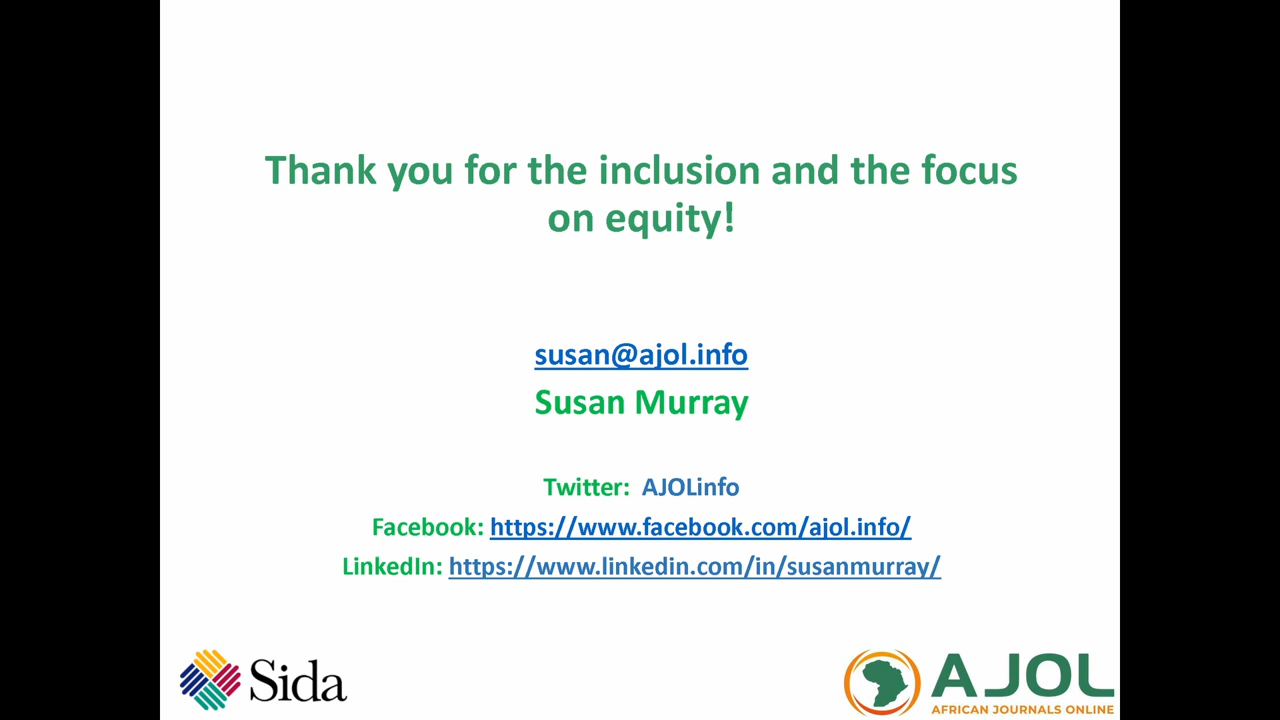 Thank you for the inclusion and the focus
on equity!
susan@ajol.info
Susan Murray
Twitter: AJOLinfo
Facebook: https://www.facebook.com/ajol.info/
LinkedIn: https://www.linkedin.com/in/susanmurray/
Sida
AJOL
AFRICAN JOURNALS ONLINE